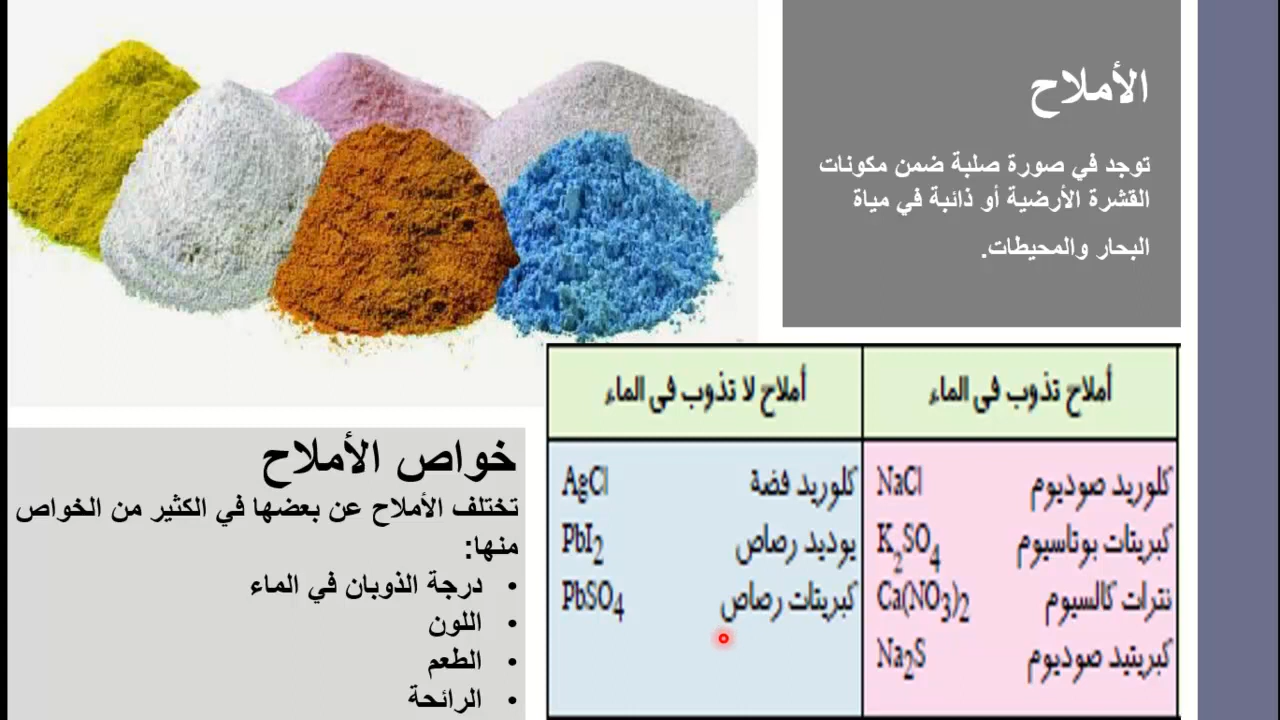 الأملاح
توجد في صورة صلبة ضمن مكونات
القشرة الأرضية أو ذائبة في مياة
البحار والمحيطات.
أملاح تذوب فى الماء
أملاح لا تذوب فى الماء
كلوريد صوديوم NaCl
كلوريد فضة AgCl
كبريتات بوتاسيوم K2SO4
يوديد رصاص PbI2
نترات كالسيوم Ca(NO3)2
كبريتات رصاص PbSO4
كبريتيد صوديوم Na2S
خواص الأملاح
تختلف الأملاح عن بعضها في الكثير من الخواص
منها:
• درجة الذوبان في الماء
• اللون
• الطعم
• الرائحة